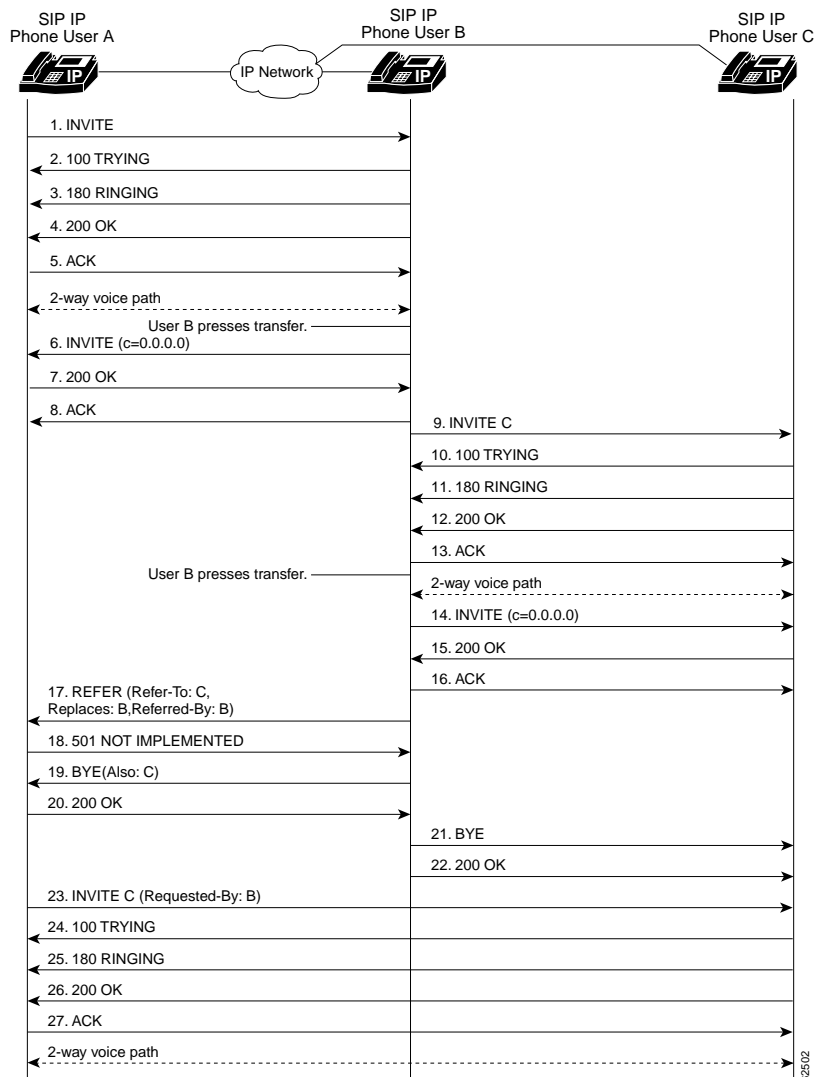 SIP IP
Phone User A
SIP IP
Phone User B
SIP IP
Phone User C
IP
IP Network
IP
IP
1. INVITE
2. 100 TRYING
3. 180 RINGING
4. 200 OK
5. ACK
2-way voice path
User B presses transfer.
6. INVITE (c=0.0.0.0)
7. 200 OK
8. ACK
9. INVITE C
10. 100 TRYING
11. 180 RINGING
12. 200 OK
13. ACK
User B presses transfer.
2-way voice path
14. INVITE (c=0.0.0.0)
15. 200 OK
16. ACK
17. REFER (Refer-To: C,
Replaces: B,Referred-By: B)
18. 501 NOT IMPLEMENTED
19. BYE(Also: C)
20. 200 OK
21. BYE
22. 200 OK
23. INVITE C (Requested-By: B)
24. 100 TRYING
25. 180 RINGING
26. 200 OK
27. ACK
2-way voice path